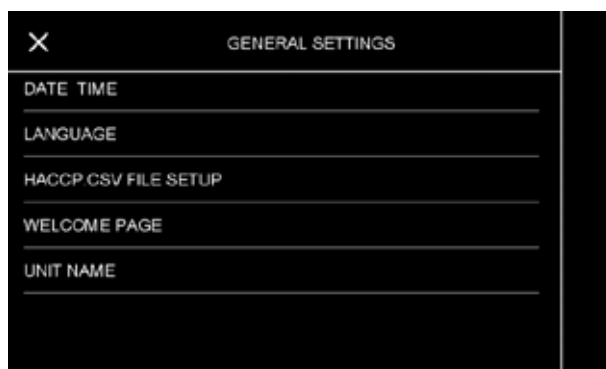 GENERAL SETTINGS
DATE TIME
LANGUAGE
HACCP.CSV FILE SETUP
WELCOME PAGE
UNIT NAME